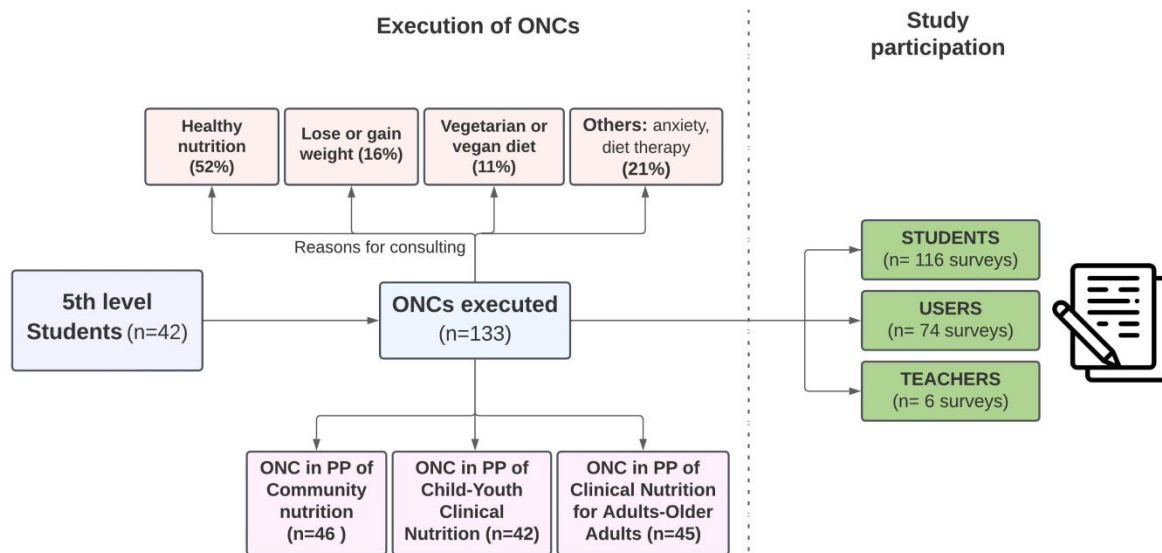 Execution of ONCs
Study
participation
Healthy
nutrition
(52%)
Lose or gain
weight (16%)
Vegetarian or
vegan diet
(11%)
Others: anxiety,
diet therapy
(21%)
Reasons for consulting
5th level
Students (n=42)
ONCs executed
(n=133)
STUDENTS
(n= 116 surveys)
USERS
(n= 74 surveys)
TEACHERS
(n= 6 surveys)
ONC in PP of
Community
nutrition
(n=46 )
ONC in PP of
Child-Youth
Clinical
Nutrition (n=42)
ONC in PP of
Clinical Nutrition
for Adults-Older
Adults (n=45)